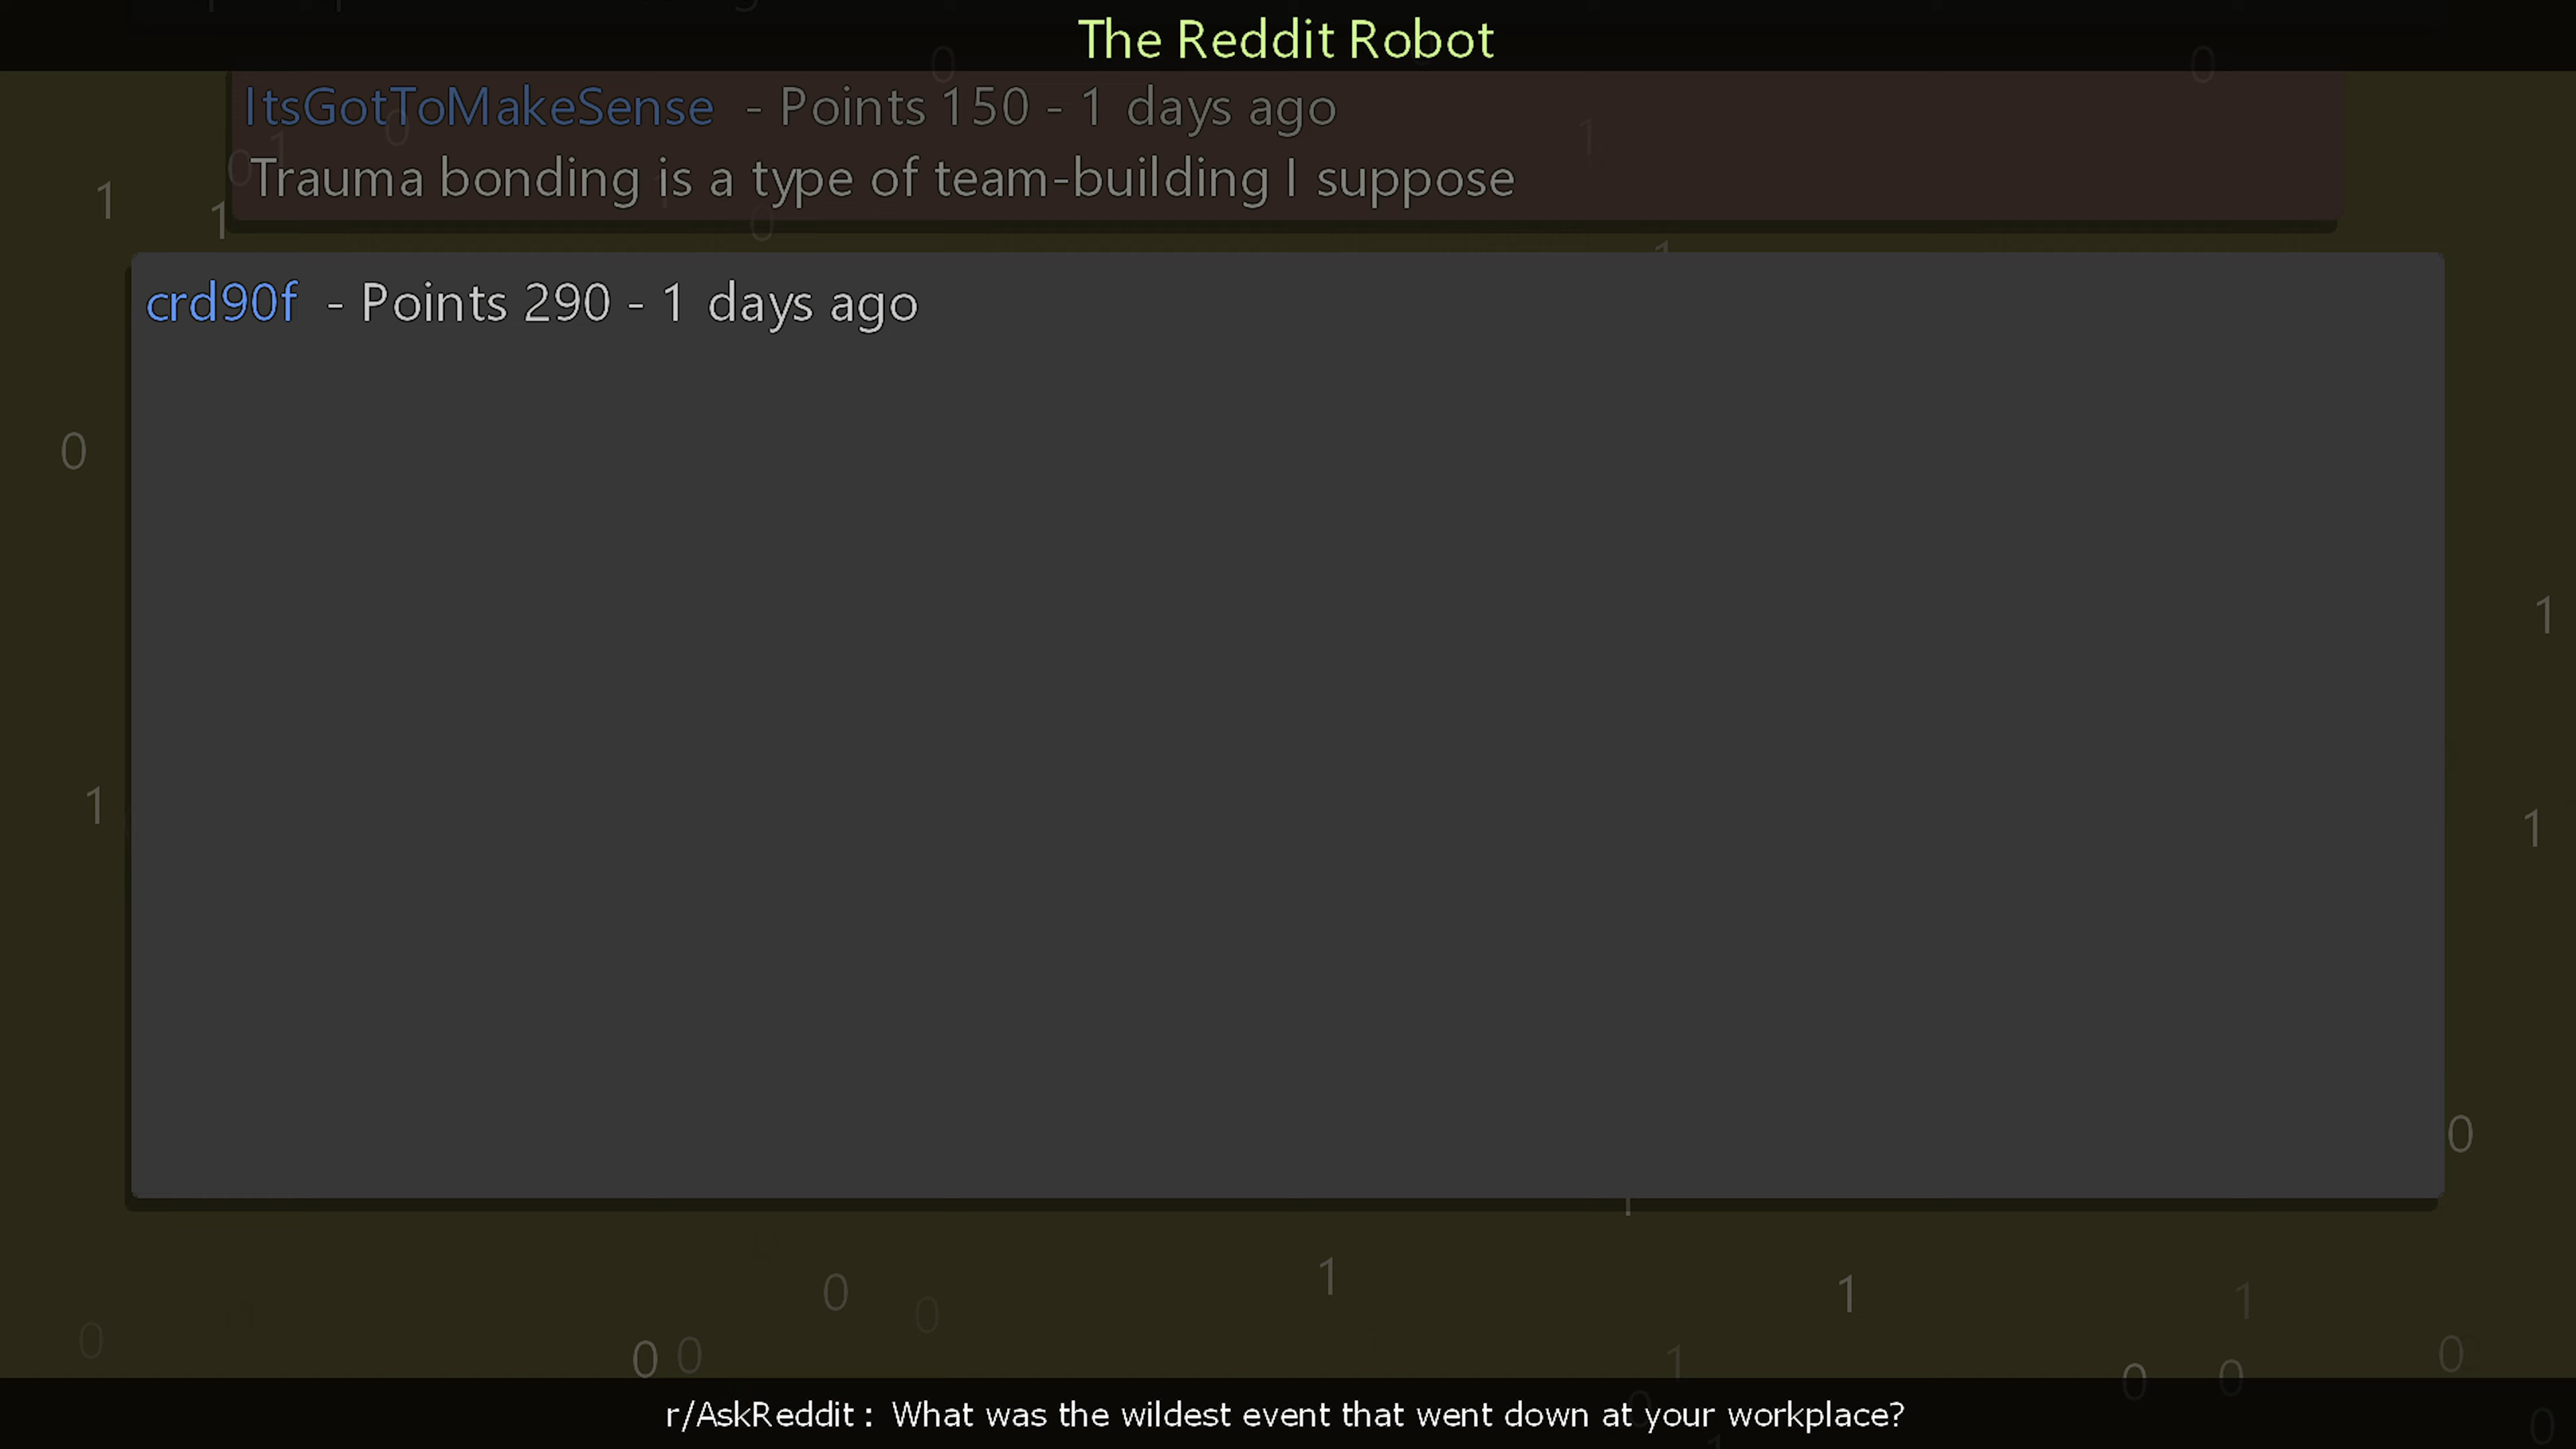 The Reddit Robot
ItsGotToMakeSense - Points 150 - 1 days ago
Trauma bonding is a type of team-building I suppose
crd90f - Points 290 - 1 days ago
r/AskReddit : What was the wildest event that went down at your workplace?